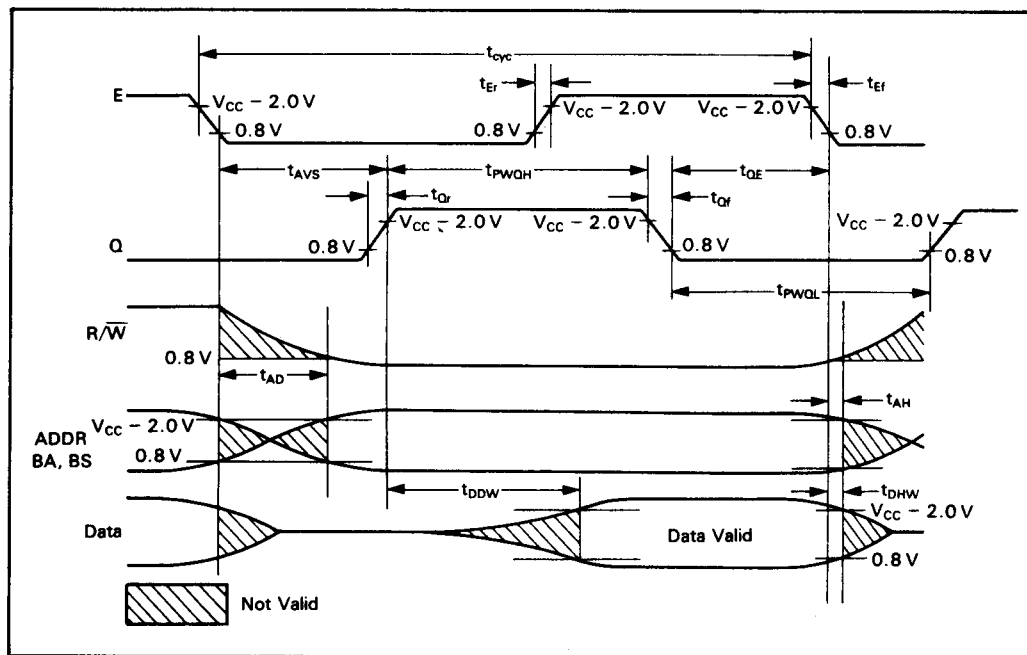 tcyc
tEr
tEf
E
VCC – 2.0 V
VCC – 2.0 V
VCC – 2.0 V
0.8 V
0.8 V
0.8 V
tAVS
tPWQH
tQE
tQr
tQf
VCC – 2.0 V
VCC – 2.0 V
VCC – 2.0 V
Q
0.8 V
0.8 V
0.8 V
tPWQL
R/W̅
0.8 V
tAD
tAH
VCC – 2.0 V
ADDR
BA, BS
0.8 V
tDDW
tDHW
VCC – 2.0 V
Data
Data Valid
0.8 V
Not Valid